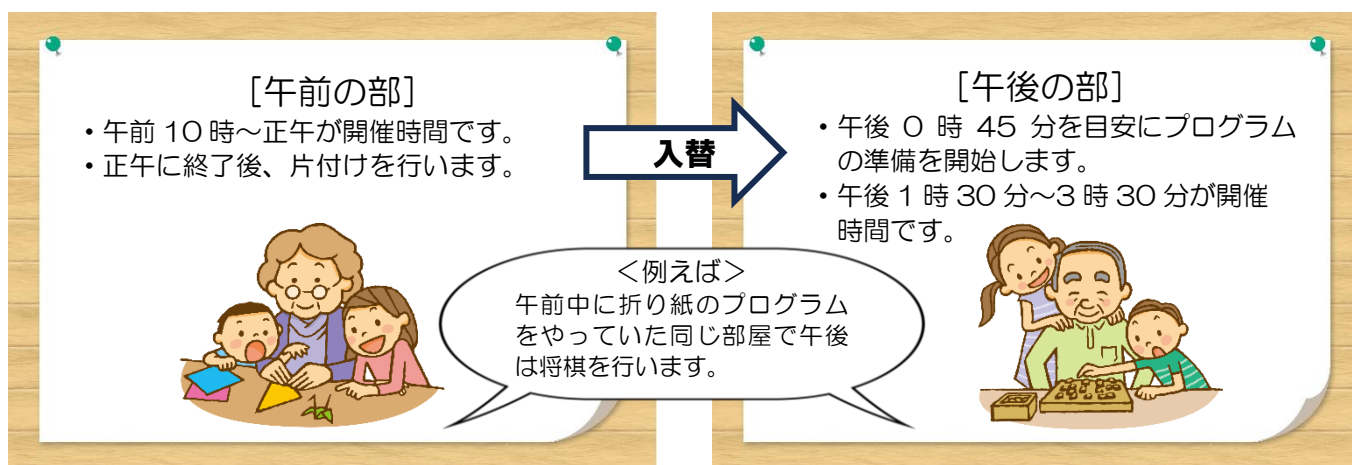 [午前の部]
・午前 10 時～正午が開催時間です。
・正午に終了後、片付けを行います。
入替
[午後の部]
・午後 0 時 45 分を目安にプログラム
の準備を開始します。
・午後 1 時 30 分～3 時 30 分が開催
時間です。
＜例えば＞
午前中に折り紙のプログラム
をやっていた同じ部屋で午後
は将棋を行います。